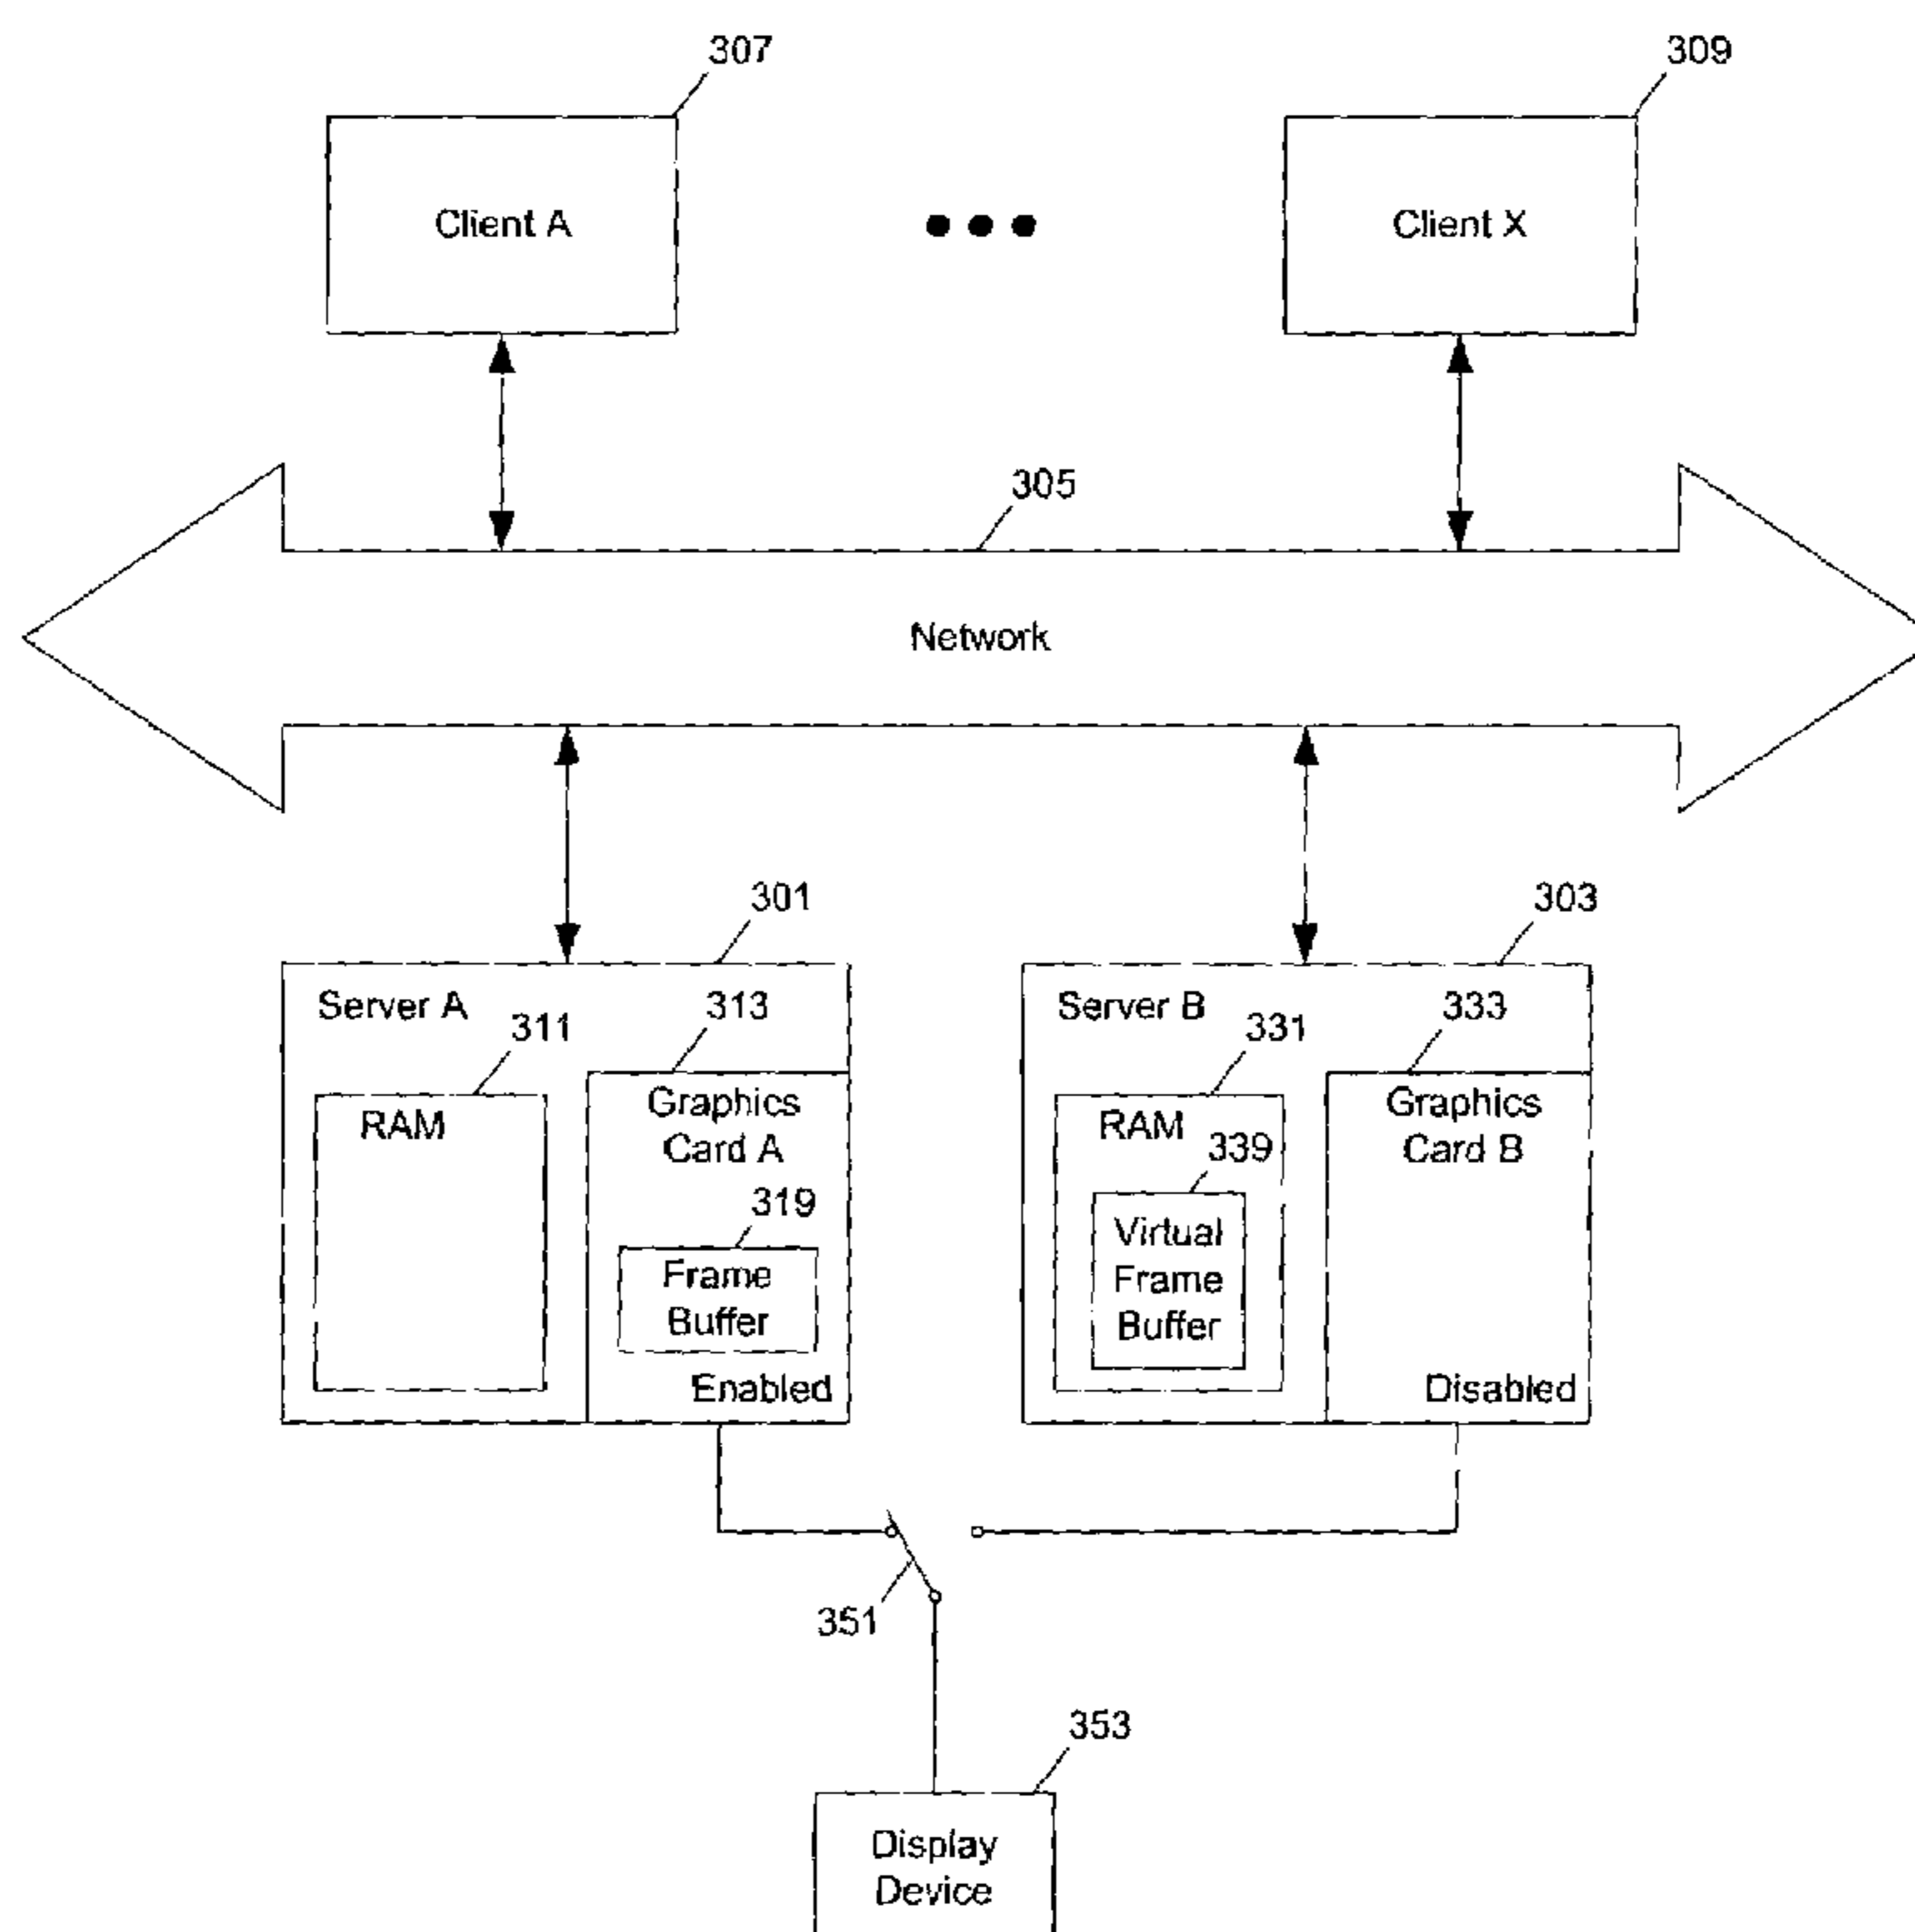 307
309
Client A
Client X
305
Network
301
303
Server A
313
311
Server B
333
331
RAM
Graphics
Card A
RAM
339
Graphics
Card B
319
Frame
Buffer
Virtual
Frame
Buffer
Enabled
Disabled
351
353
Display
Device